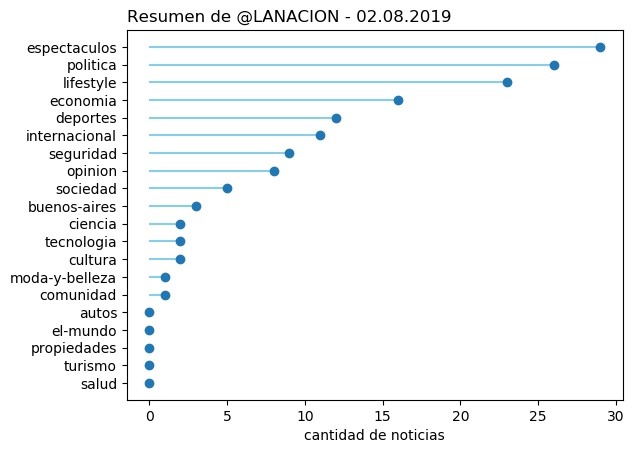 Resumen de @LANACION - 02.08.2019
espectaculos
politica
lifestyle
economia
deportes
internacional
seguridad
opinion
sociedad
buenos-aires
ciencia
tecnologia
cultura
moda-y-belleza
comunidad
autos
el-mundo
propiedades
turismo
salud
0 5 10 15 20 25 30
cantidad de noticias